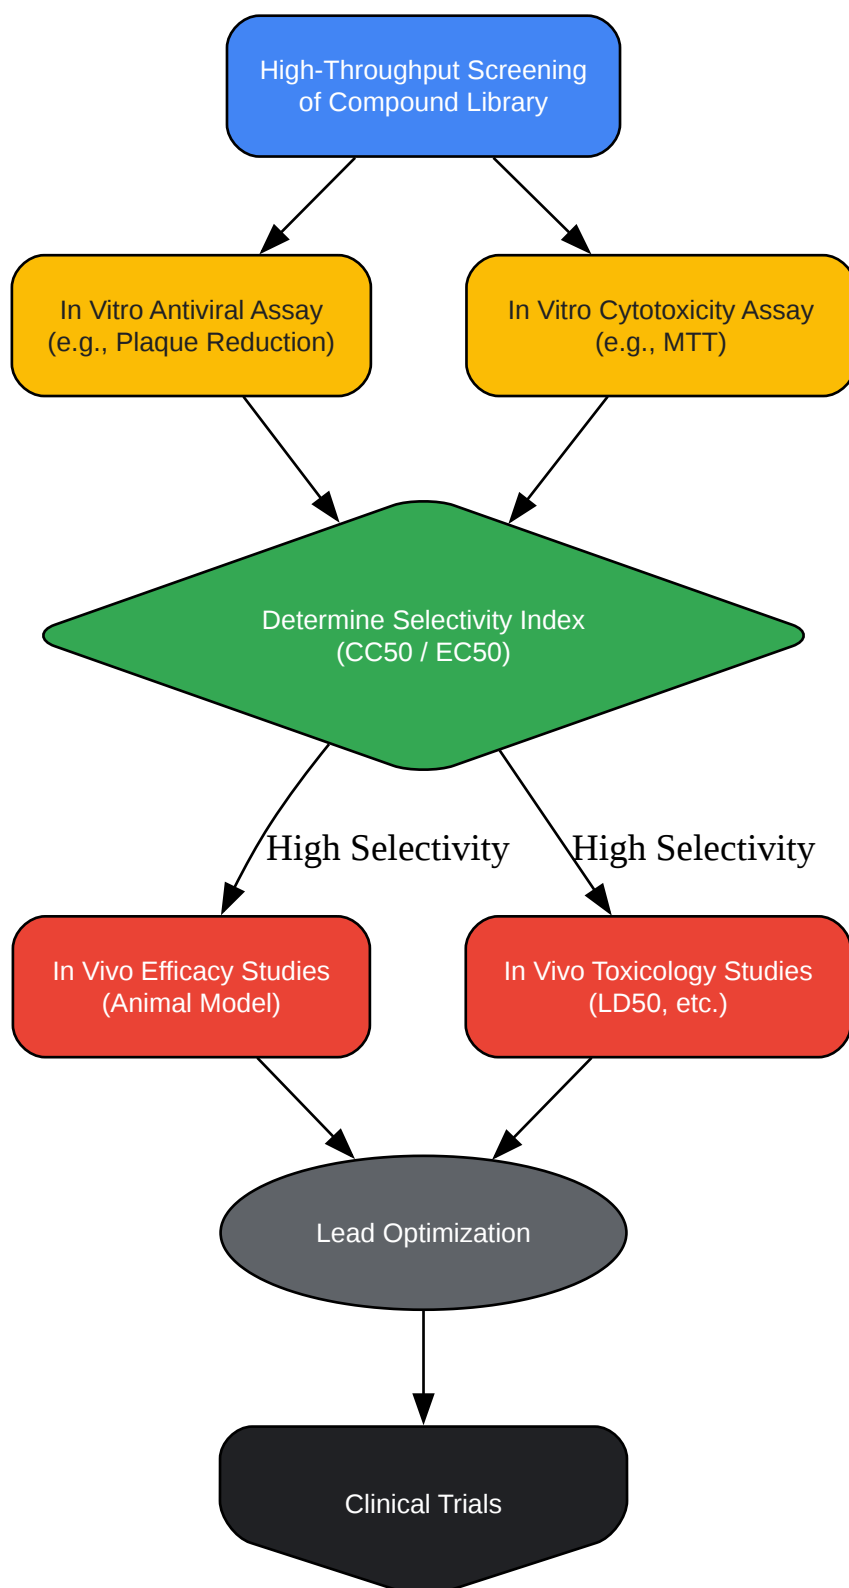 High-Throughput Screening
of Compound Library
In Vitro Antiviral Assay
(e.g., Plaque Reduction)
In Vitro Cytotoxicity Assay
(e.g., MTT)
Determine Selectivity Index
(CC50 / EC50)
High Selectivity
High Selectivity
In Vivo Efficacy Studies
(Animal Model)
In Vivo Toxicology Studies
(LD50, etc.)
Lead Optimization
Clinical Trials